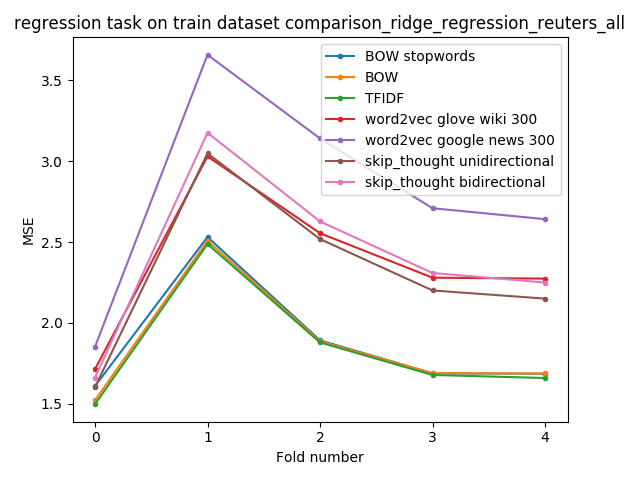 regression task on train dataset comparison_ridge_regression_reuters_all
BOW stopwords
BOW
TFIDF
word2vec glove wiki 300
word2vec google news 300
skip_thought unidirectional
skip_thought bidirectional
MSE
3.5
3.0
2.5
2.0
1.5
0 1 2 3 4
Fold number